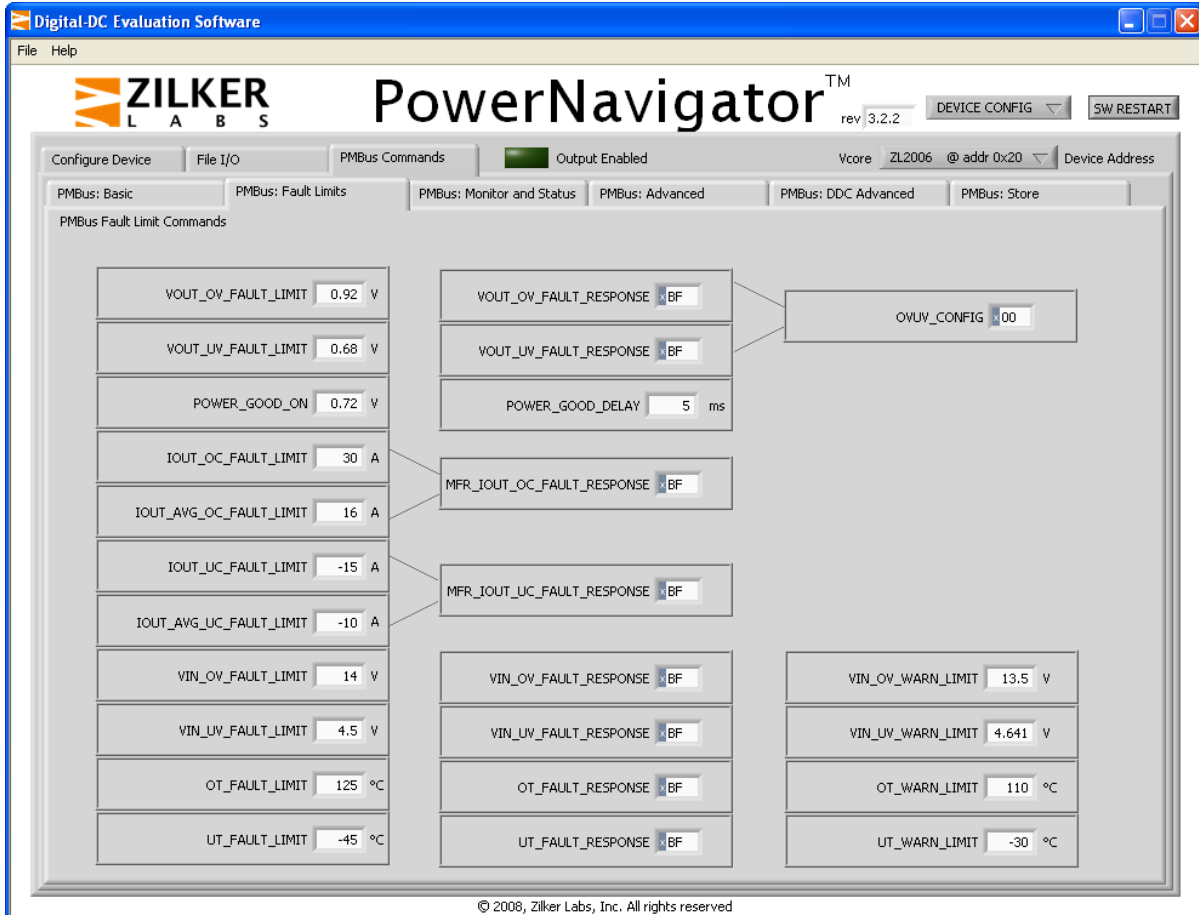 Digital-DC Evaluation Software
File Help
ZILKER
LABS
PowerNavigator™
rev 3.2.2
DEVICE CONFIG
SW RESTART
Configure Device File I/O PMBus Commands Output Enabled Vcore ZL2006 @ addr 0x20 Device Address
PMBus: Basic PMBus: Fault Limits PMBus: Monitor and Status PMBus: Advanced PMBus: DDC Advanced PMBus: Store
PMBus Fault Limit Commands
VOUT_OV_FAULT_LIMIT 0.92 V
VOUT_OV_FAULT_RESPONSE xBF
OVUV_CONFIG x00
VOUT_UV_FAULT_LIMIT 0.68 V
VOUT_UV_FAULT_RESPONSE xBF
POWER_GOOD_ON 0.72 V
POWER_GOOD_DELAY 5 ms
IOUT_OC_FAULT_LIMIT 30 A
MFR_IOUT_OC_FAULT_RESPONSE xBF
IOUT_AVG_OC_FAULT_LIMIT 16 A
IOUT_UC_FAULT_LIMIT -15 A
MFR_IOUT_UC_FAULT_RESPONSE xBF
IOUT_AVG_UC_FAULT_LIMIT -10 A
VIN_OV_FAULT_LIMIT 14 V
VIN_OV_FAULT_RESPONSE xBF
VIN_OV_WARN_LIMIT 13.5 V
VIN_UV_FAULT_LIMIT 4.5 V
VIN_UV_FAULT_RESPONSE xBF
VIN_UV_WARN_LIMIT 4.641 V
OT_FAULT_LIMIT 125 °C
OT_FAULT_RESPONSE xBF
OT_WARN_LIMIT 110 °C
UT_FAULT_LIMIT -45 °C
UT_FAULT_RESPONSE xBF
UT_WARN_LIMIT -30 °C
© 2008, Zilker Labs, Inc. All rights reserved